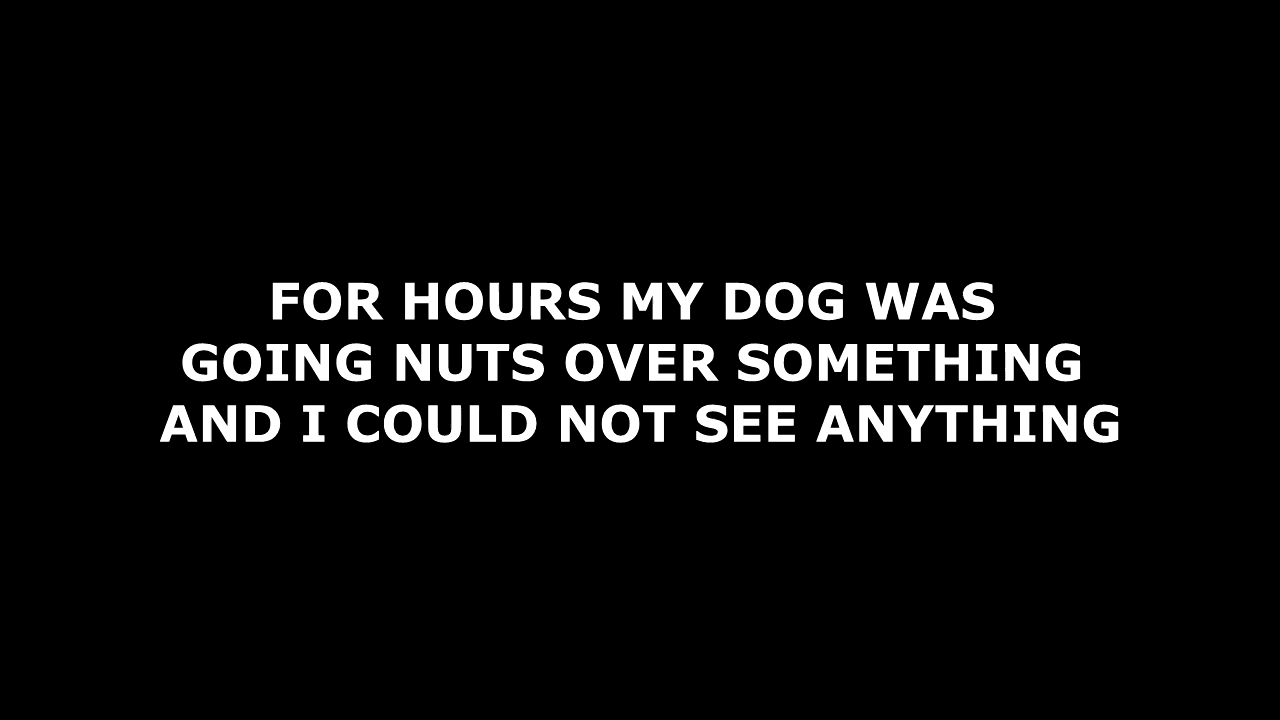 FOR HOURS MY DOG WAS
GOING NUTS OVER SOMETHING
AND I COULD NOT SEE ANYTHING